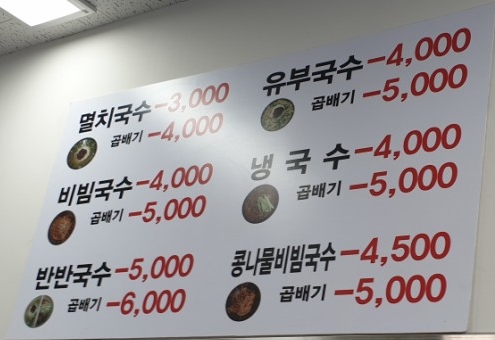 멸치국수 -3,000
곱배기 -4,000
비빔국수 -4,000
곱배기 -5,000
반반국수 -5,000
곱배기 -6,000
유부국수 -4,000
곱배기 -5,000
냉국수 -4,000
곱배기 -5,000
콩나물비빔국수 -4,500
곱배기 -5,000